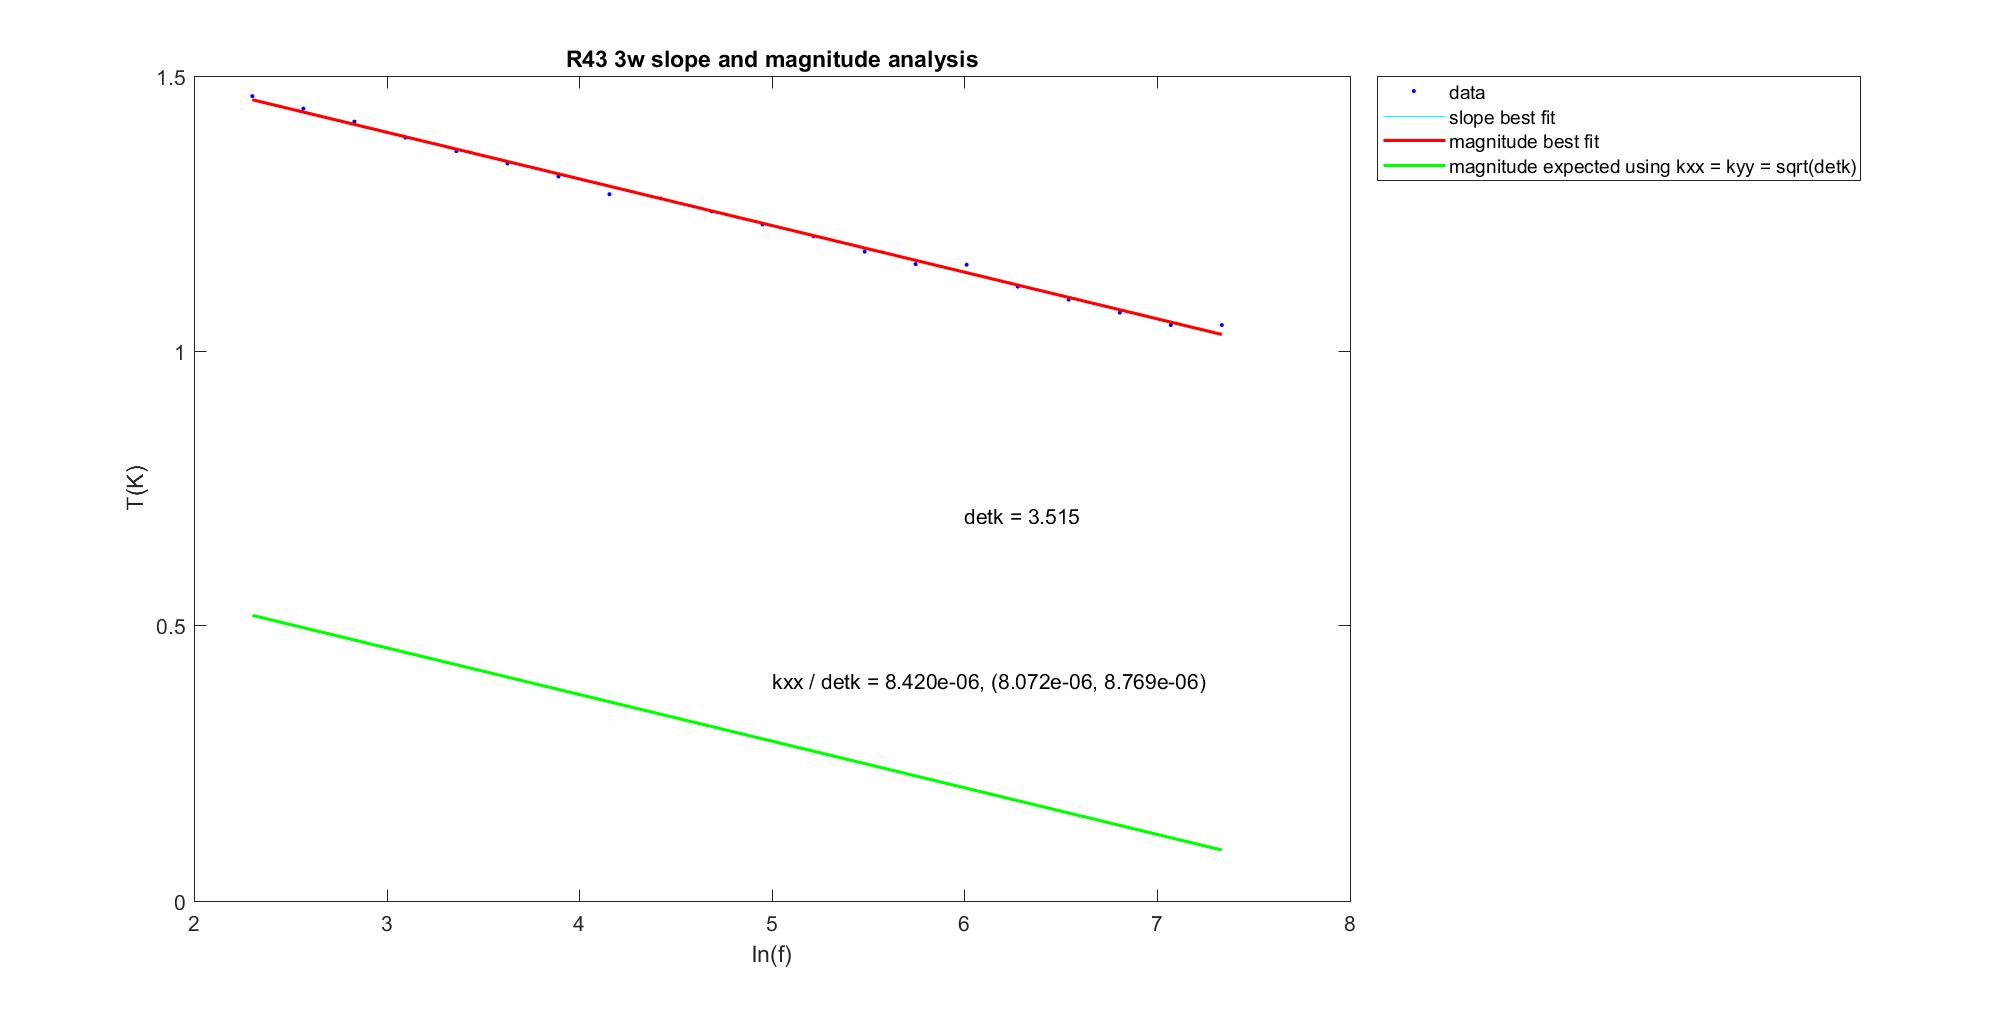 R43 3w slope and magnitude analysis
1.5
1
0.5
0
T(K)
2 3 4 5 6 7 8
ln(f)
data
slope best fit
magnitude best fit
magnitude expected using kxx = kyy = sqrt(detk)
detk = 3.515
kxx / detk = 8.420e-06, (8.072e-06, 8.769e-06)